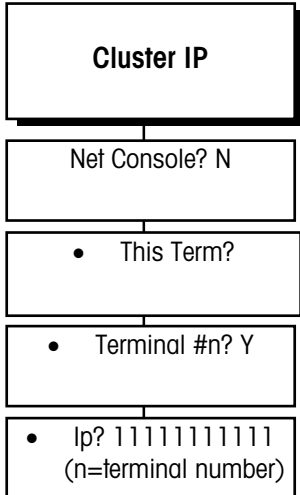 Cluster IP
Net Console? N
• This Term?
• Terminal #n? Y
• Ip? 11111111111
(n=terminal number)